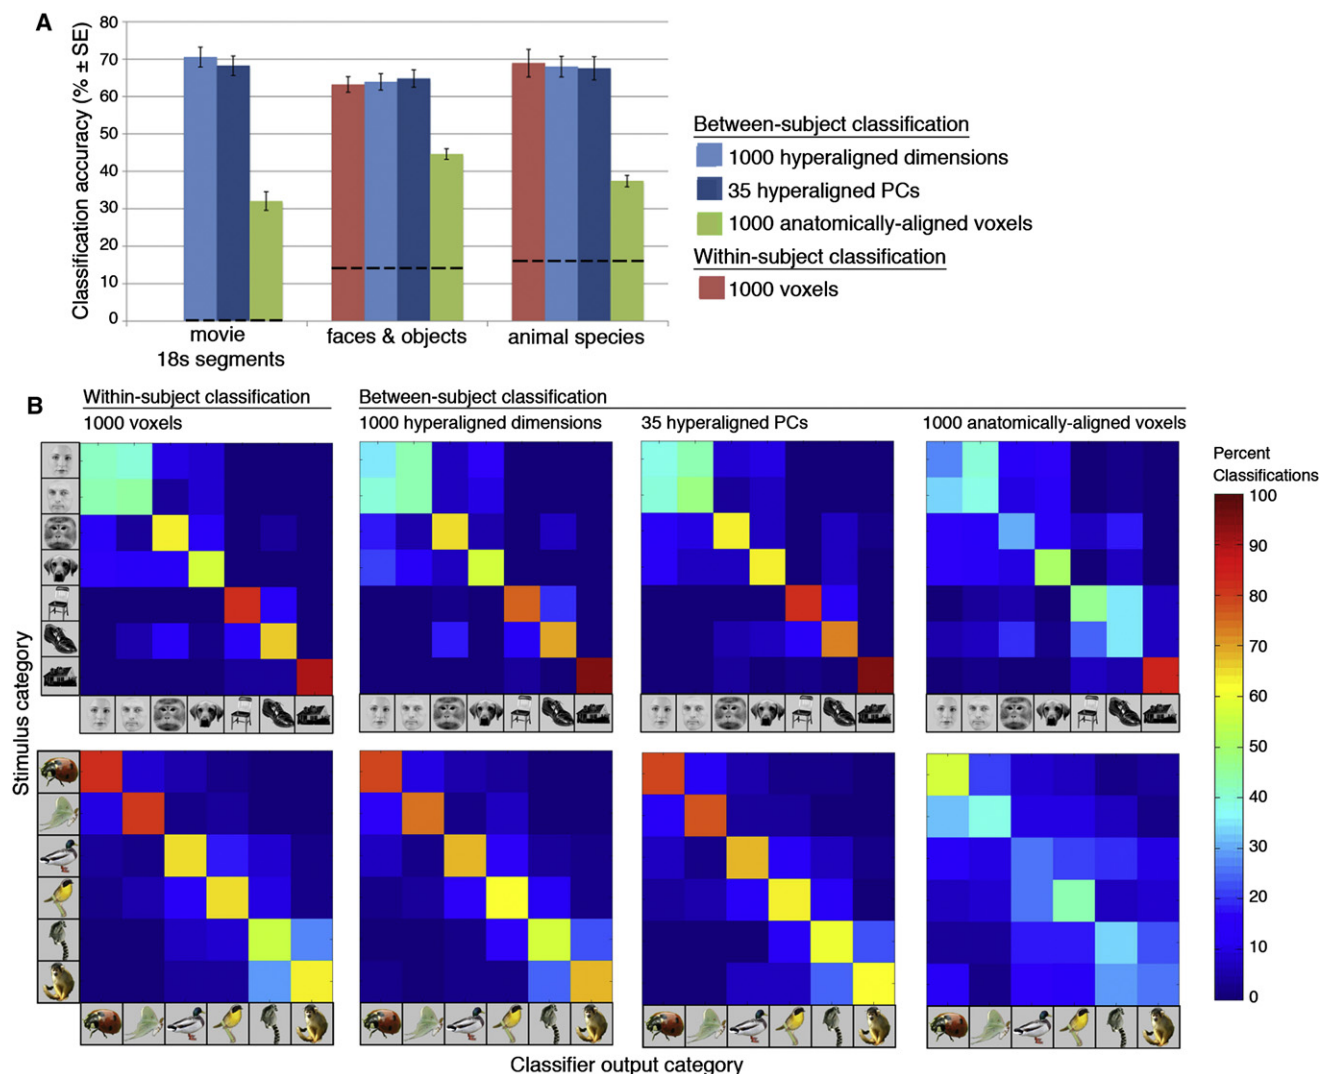 A
Classification accuracy (% ± SE)
80
70
60
50
40
30
20
10
0
movie
18s segments
faces & objects
animal species
Between-subject classification
1000 hyperaligned dimensions
35 hyperaligned PCs
1000 anatomically-aligned voxels
Within-subject classification
1000 voxels
B
Within-subject classification
1000 voxels
Between-subject classification
1000 hyperaligned dimensions
35 hyperaligned PCs
1000 anatomically-aligned voxels
Stimulus category
Percent
Classifications
100
90
80
70
60
50
40
30
20
10
0
Classifier output category